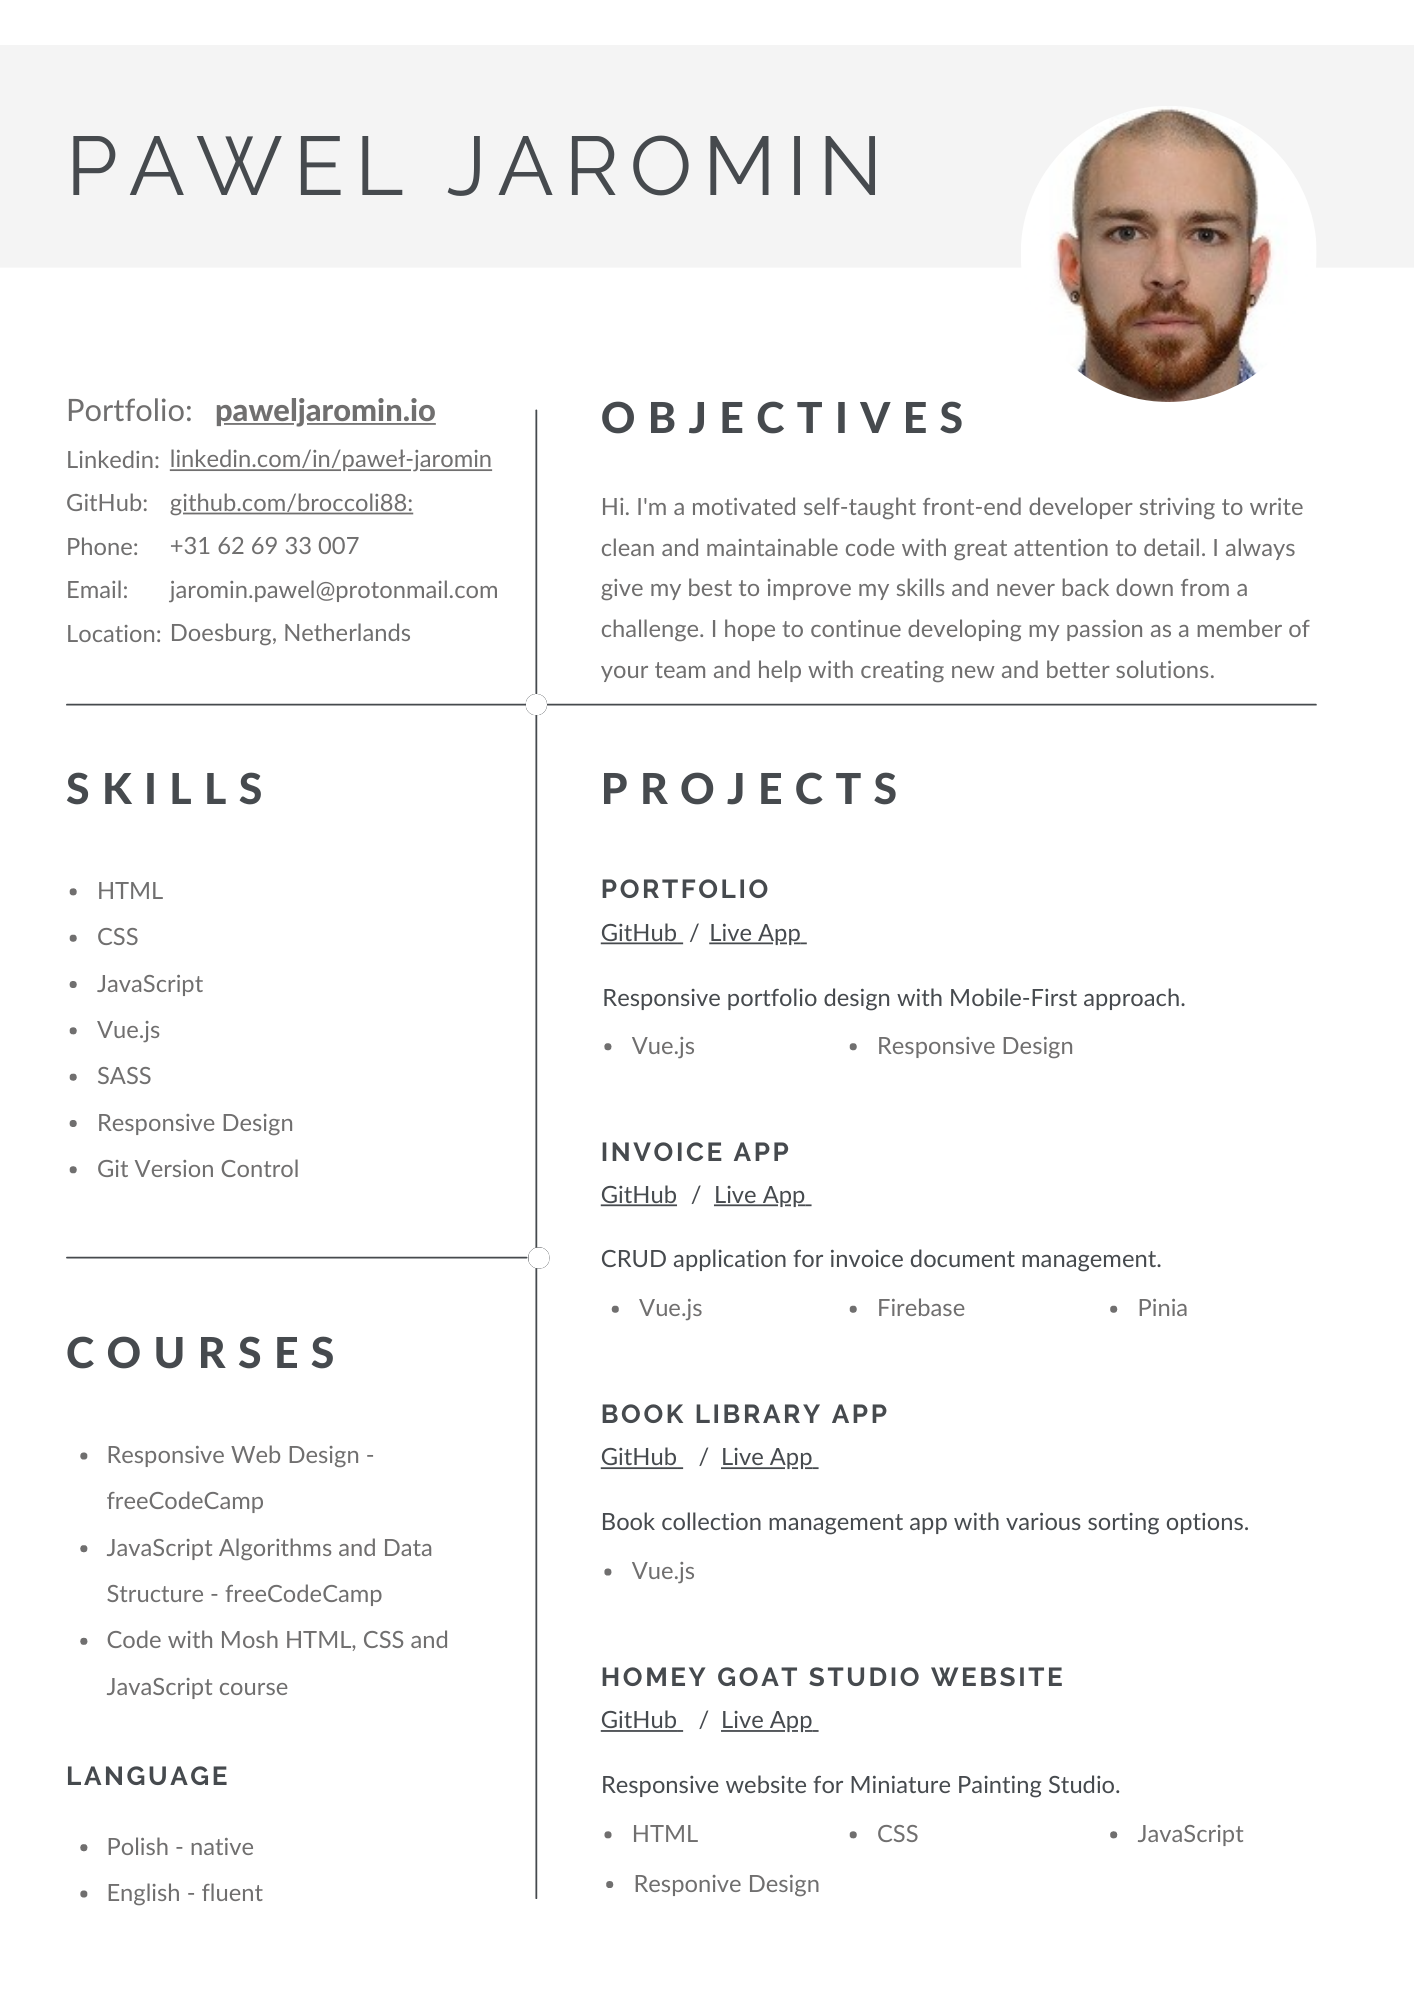 PAWEL JAROMIN
Portfolio: paweljaromin.io
Linkedin: linkedin.com/in/paweł-jaromin
GitHub: github.com/broccoli88:
Phone: +31 62 69 33 007
Email: jaromin.pawel@protonmail.com
Location: Doesburg, Netherlands
OBJECTIVES
Hi. I'm a motivated self-taught front-end developer striving to write
clean and maintainable code with great attention to detail. I always
give my best to improve my skills and never back down from a
challenge. I hope to continue developing my passion as a member of
your team and help with creating new and better solutions.
SKILLS
• HTML
• CSS
• JavaScript
• Vue.js
• SASS
• Responsive Design
• Git Version Control
COURSES
• Responsive Web Design -
freeCodeCamp
• JavaScript Algorithms and Data
Structure - freeCodeCamp
• Code with Mosh HTML, CSS and
JavaScript course
LANGUAGE
• Polish - native
• English - fluent
PROJECTS
PORTFOLIO
GitHub / Live App
Responsive portfolio design with Mobile-First approach.
• Vue.js • Responsive Design
INVOICE APP
GitHub / Live App
CRUD application for invoice document management.
• Vue.js • Firebase • Pinia
BOOK LIBRARY APP
GitHub / Live App
Book collection management app with various sorting options.
• Vue.js
HOMEY GOAT STUDIO WEBSITE
GitHub / Live App
Responsive website for Miniature Painting Studio.
• HTML • CSS • JavaScript
• Responive Design